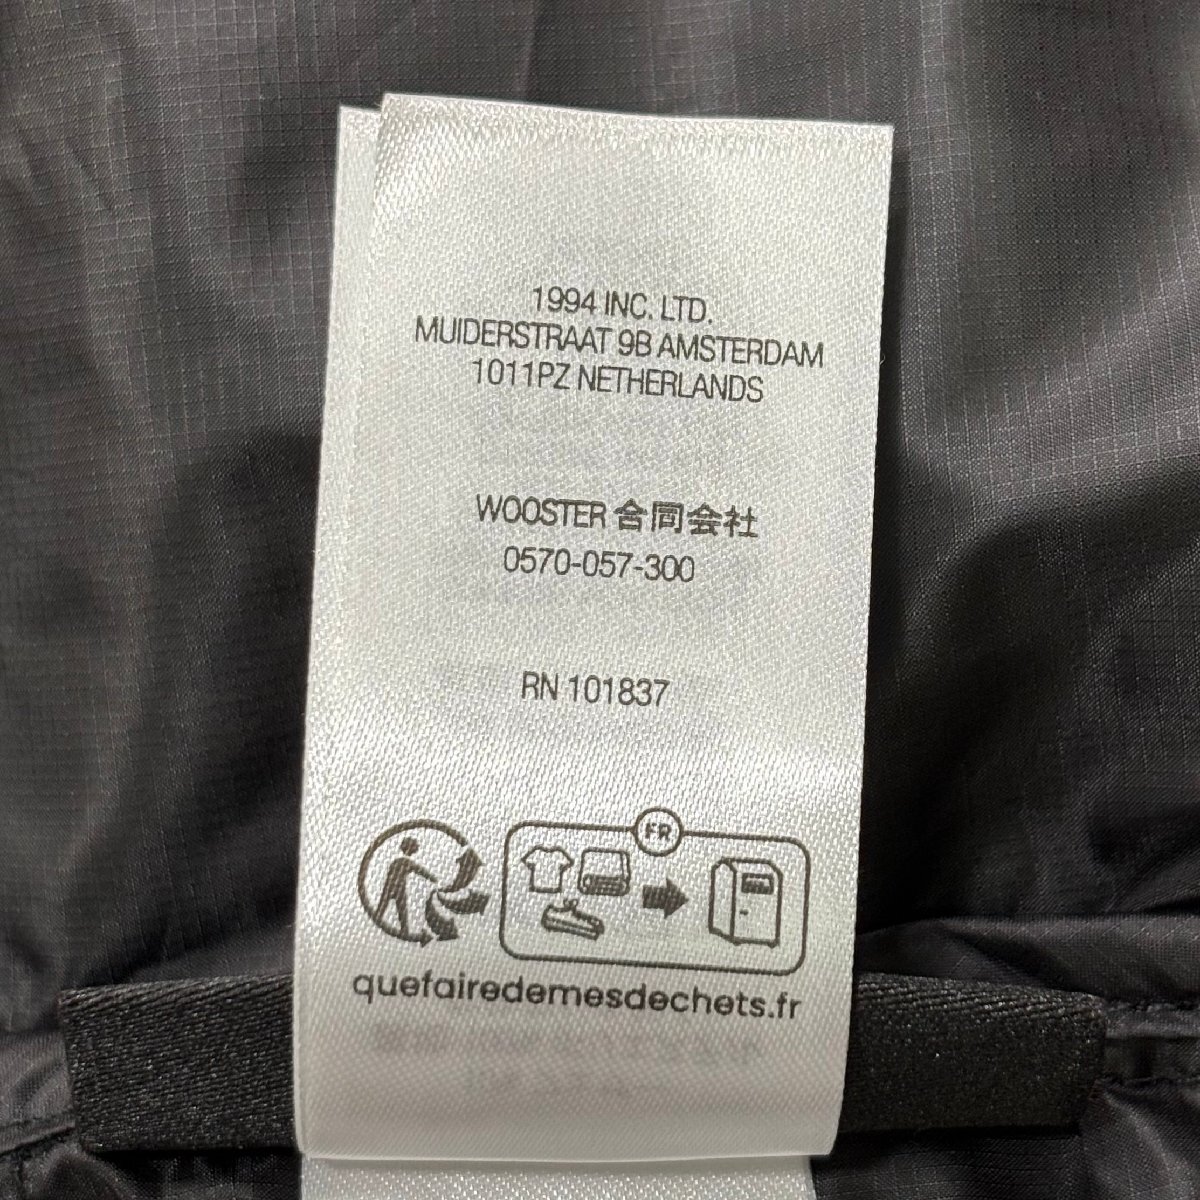 1994 INC. LTD.
MUIDERSTRAAT 9B AMSTERDAM
1011PZ NETHERLANDS
WOOSTER 合同会社
0570-057-300
RN 101837
FR
quefairedemesdechets.fr